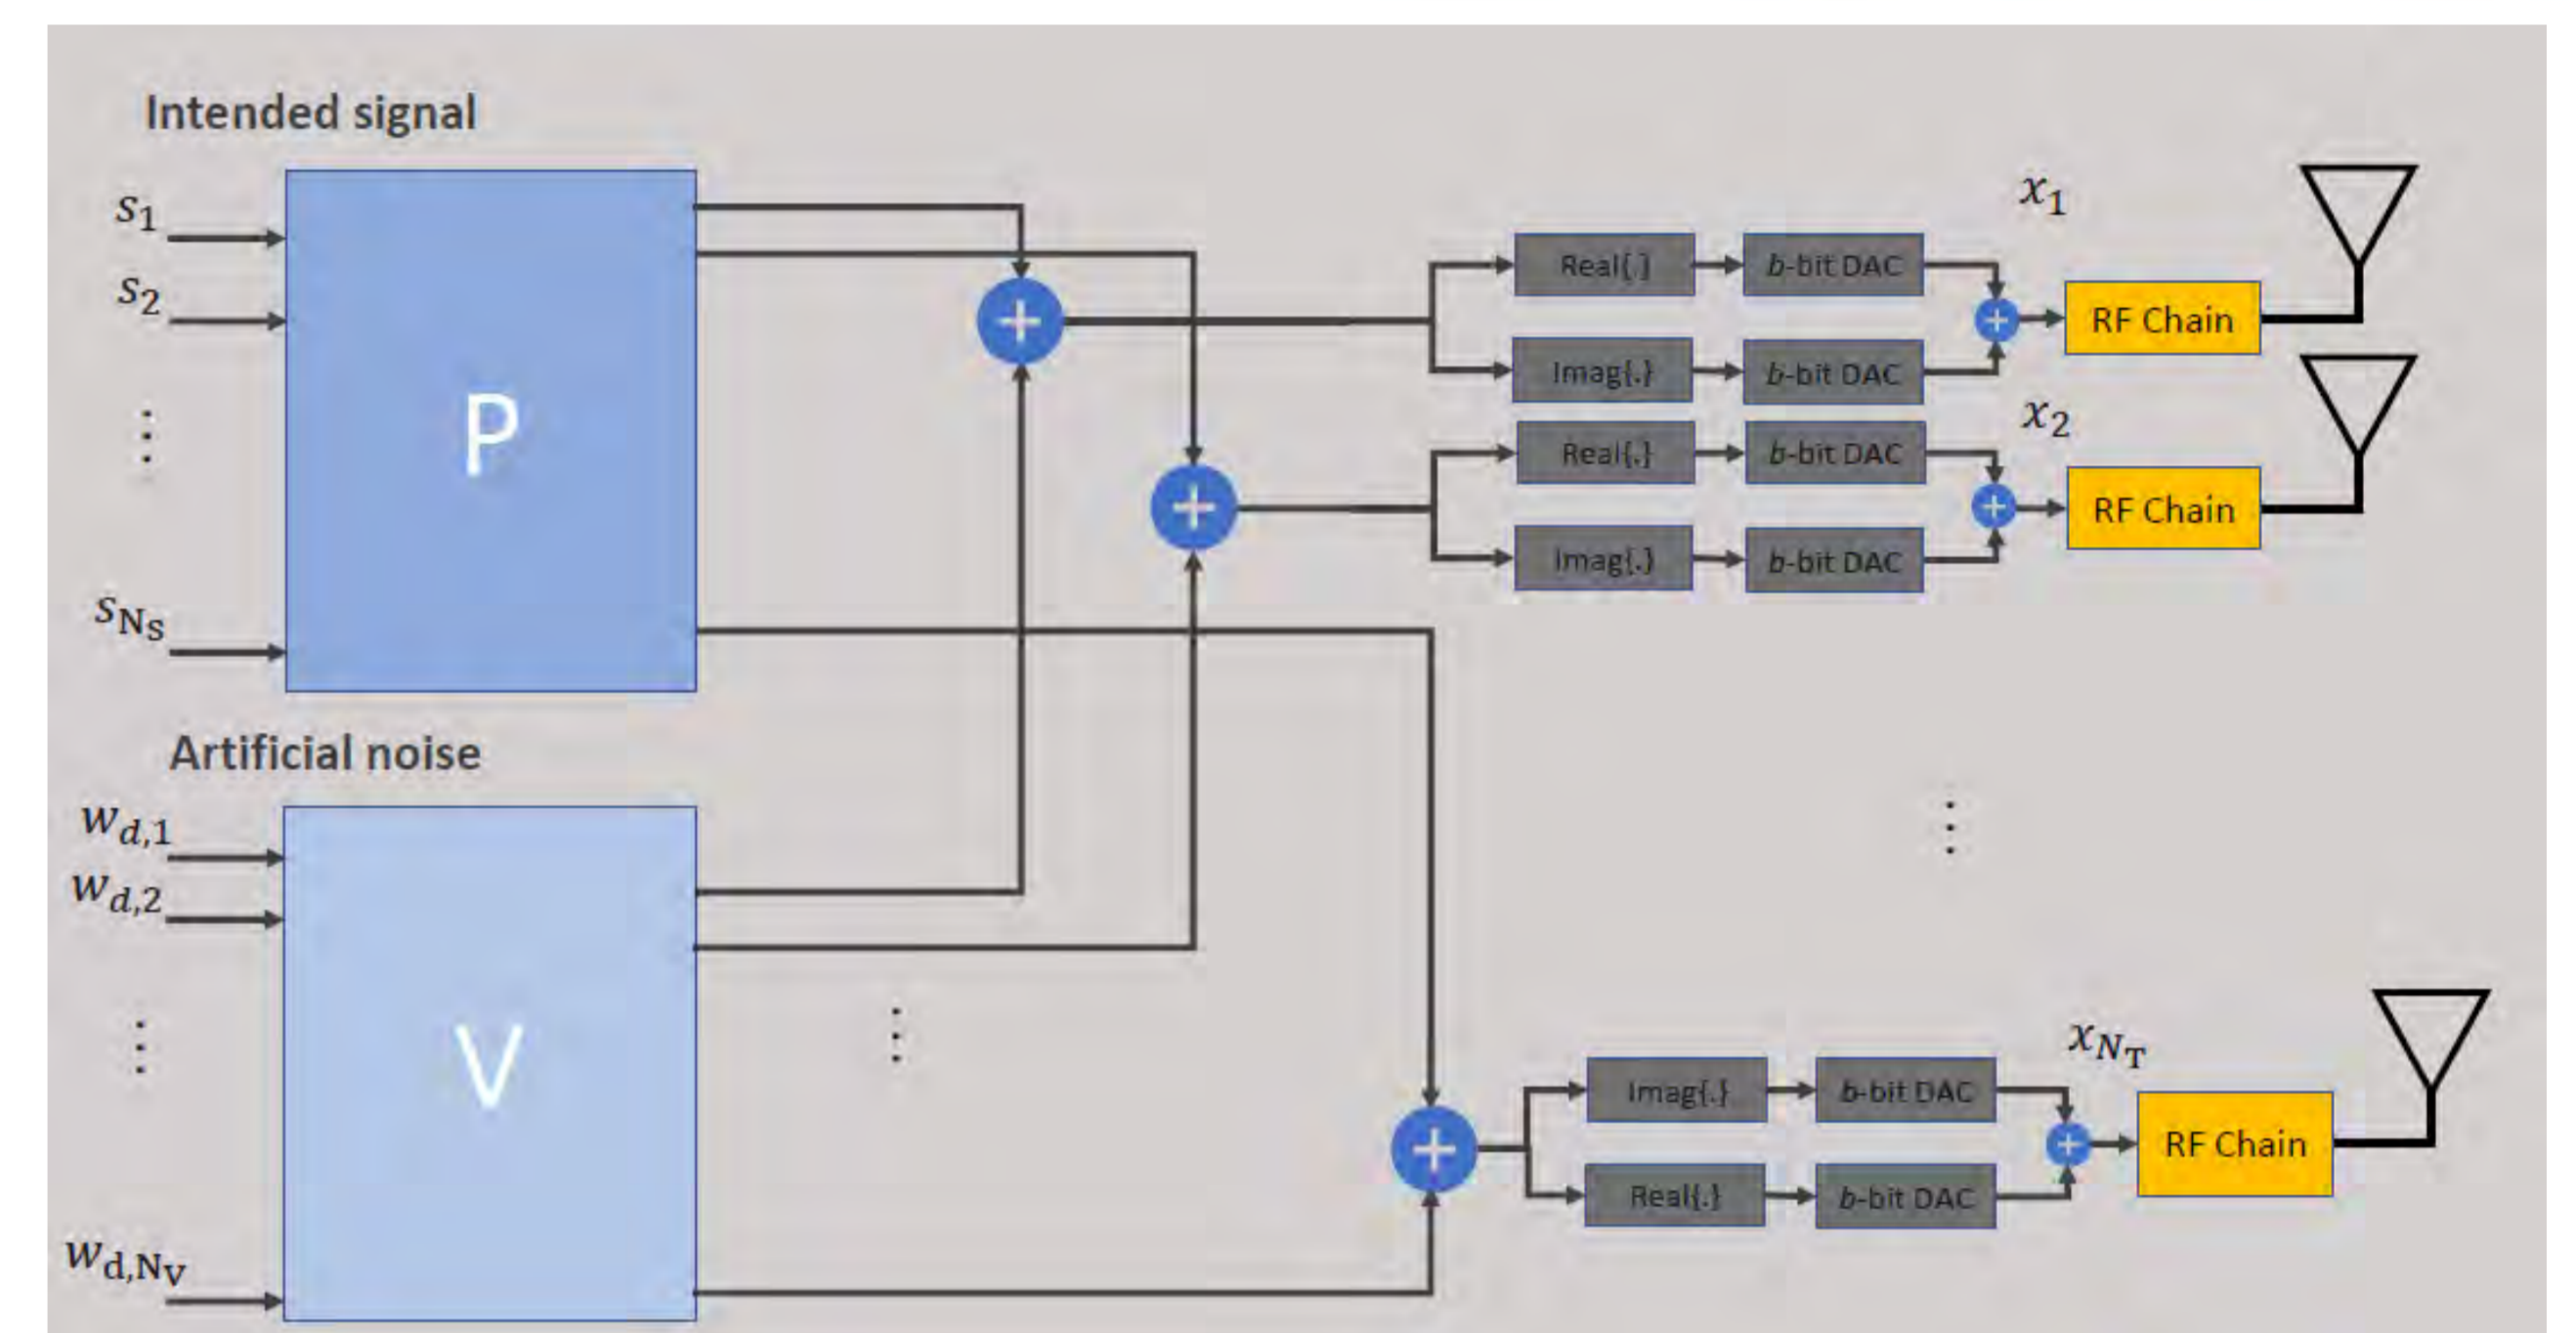 Intended signal
s1
s2
⋮
sNS
P
Artificial noise
wd,1
wd,2
⋮
wd,NV
V
⋮
+
+
+
Real{.}
b-bit DAC
Imag{.}
b-bit DAC
+
x1
RF Chain
Real{.}
b-bit DAC
Imag{.}
b-bit DAC
+
x2
RF Chain
⋮
Imag{.}
b-bit DAC
Real{.}
b-bit DAC
+
xNT
RF Chain